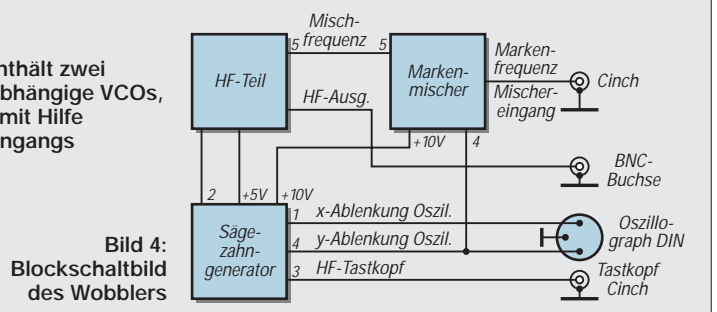 nthält zwei
bhängige VCOs,
mit Hilfe
ngangs
Bild 4:
Blockschaltbild
des Wobblers
HF-Teil
5
Misch-
frequenz
5
Marken-
mischer
Marken-
frequenz
Mischer-
eingang
Cinch
HF-Ausg.
+10V
4
BNC-
Buchse
2
+5V
+10V
Säge-
zahn-
generator
1
x-Ablenkung Oszil.
4
y-Ablenkung Oszil.
3
HF-Tastkopf
Oszillo-
graph DIN
Tastkopf
Cinch